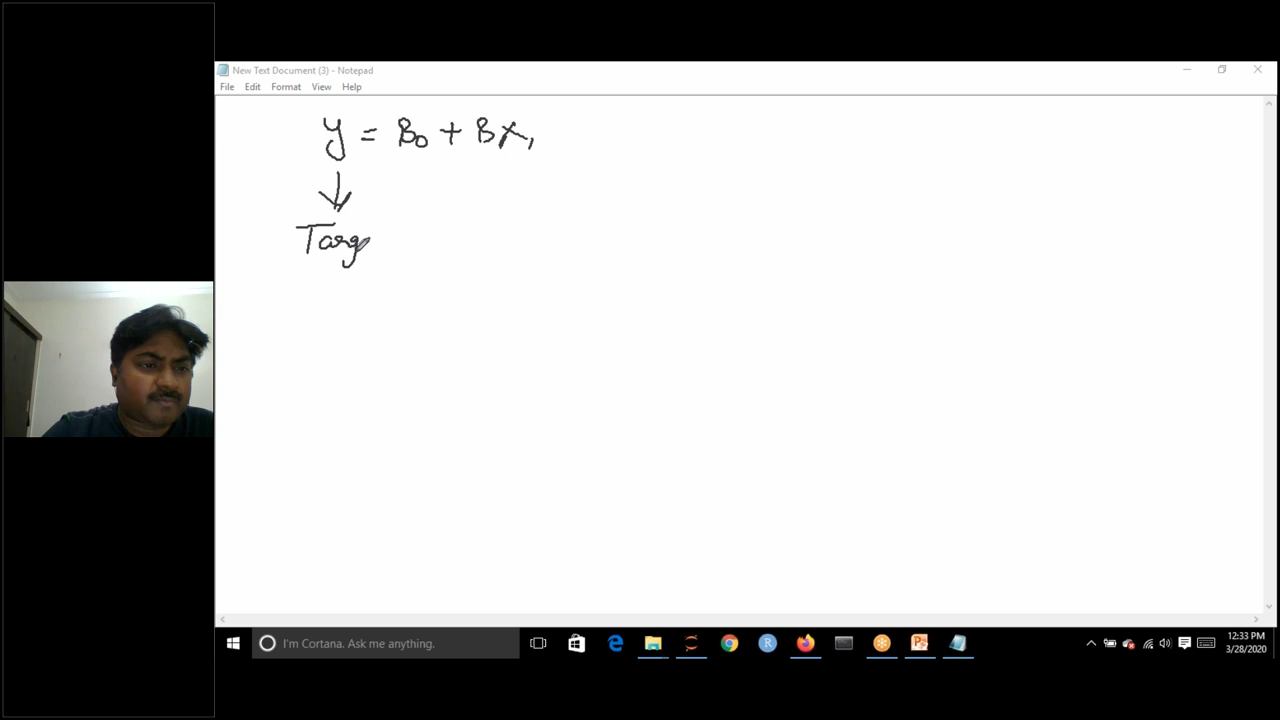 New Text Document (3) - Notepad
File Edit Format View Help
y = B0 + Bx1
Targ
I'm Cortana. Ask me anything.
12:33 PM
3/28/2020